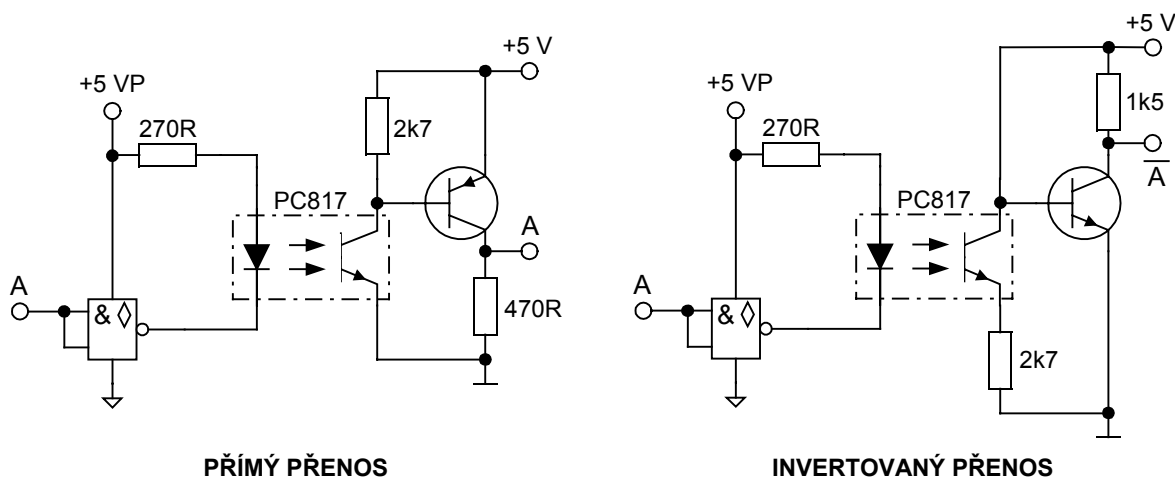 +5 V
+5 VP
270R
2k7
PC817
A
A
& ◊
470R
PŘÍMÝ PŘENOS
+5 V
+5 VP
270R
1k5
A
PC817
A
& ◊
2k7
INVERTOVANÝ PŘENOS